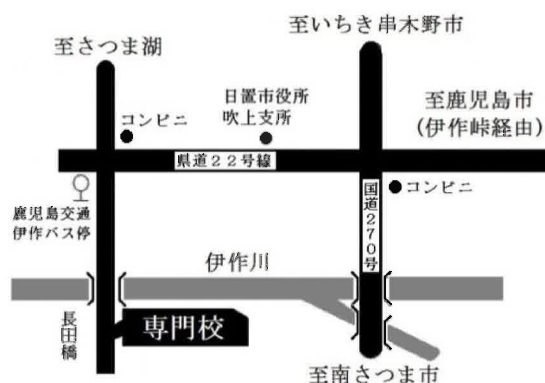 至いちき串木野市
至さつま湖
日置市役所
吹上支所
至鹿児島市
(伊作峠経由)
コンビニ
県道22号線
コンビニ
国道270号
鹿児島交通
伊作バス停
伊作川
長田橋
専門校
至南さつま市